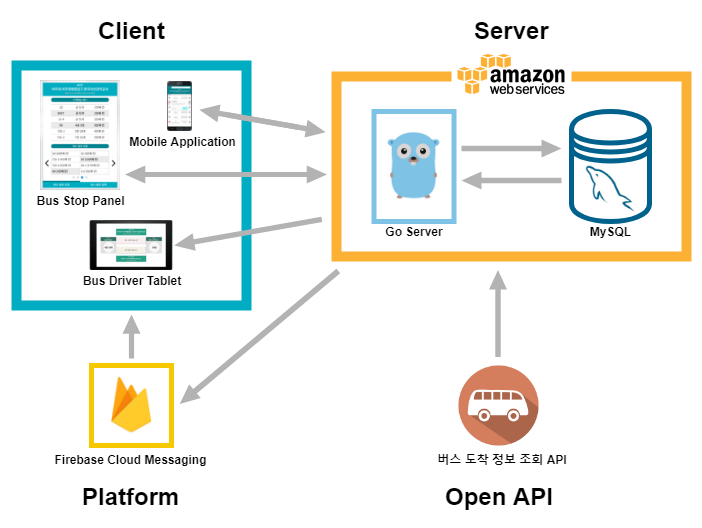 Client
Server
amazon
web services
Mobile Application
Bus Stop Panel
Bus Driver Tablet
Go Server
MySQL
Firebase Cloud Messaging
버스 도착 정보 조회 API
Platform
Open API